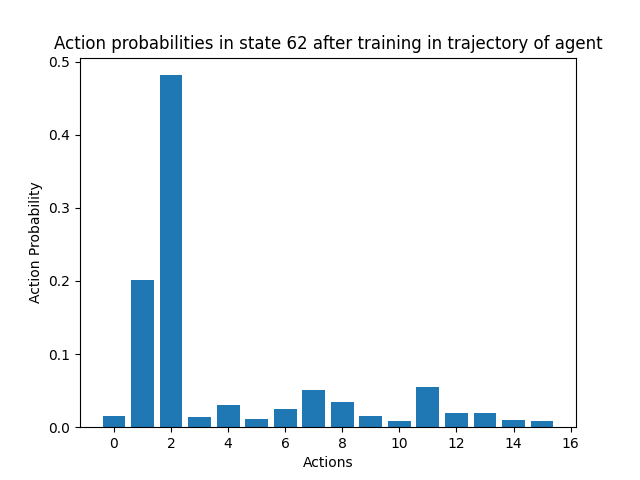 Action probabilities in state 62 after training in trajectory of agent
0.5
0.4
0.3
0.2
0.1
0.0
Action Probability
0 2 4 6 8 10 12 14 16
Actions